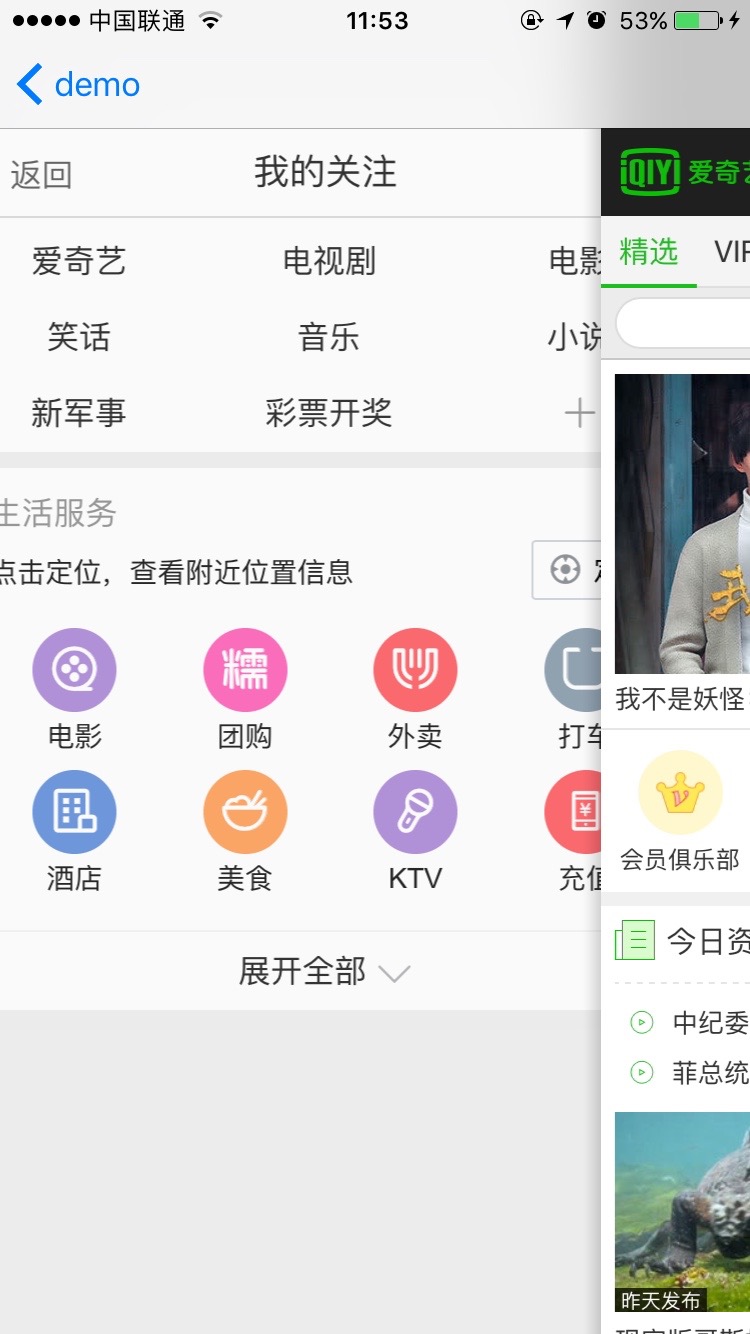 中国联通 11:53 53%
demo
返回 我的关注
爱奇艺 电视剧 电影
笑话 音乐 小说
新军事 彩票开奖
生活服务
点击定位，查看附近位置信息
糯
电影 团购 外卖 打车
¥
酒店 美食 KTV 充值
展开全部
iQIYI 爱奇艺
精选 VIP
我不是妖怪
会员俱乐部
今日资
中纪委
菲总统
昨天发布